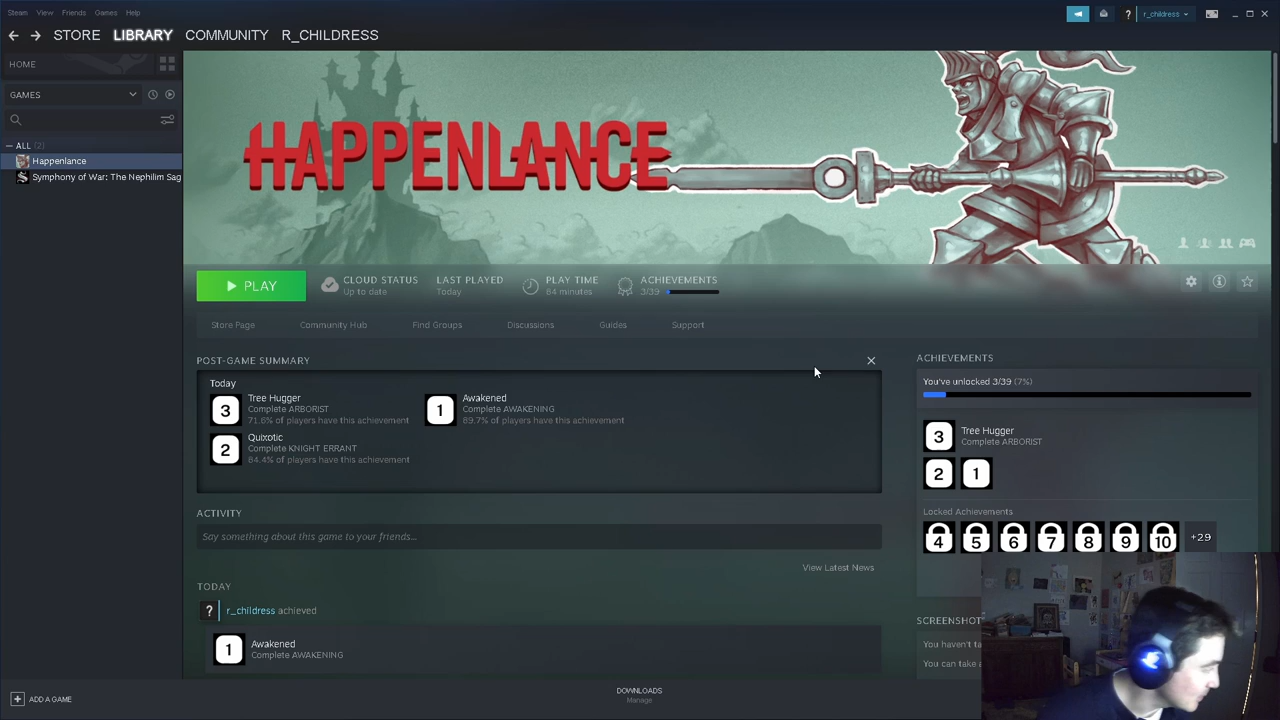 Steam View Friends Games Help
r_childress
STORE LIBRARY COMMUNITY R_CHILDRESS
HOME
GAMES
ALL (2)
Happenlance
Symphony of War: The Nephilim Sag
HAPPENLANCE
PLAY
CLOUD STATUS
Up to date
LAST PLAYED
Today
PLAY TIME
84 minutes
ACHIEVEMENTS
3/39
Store Page Community Hub Find Groups Discussions Guides Support
POST-GAME SUMMARY
Today
3
Tree Hugger
Complete ARBORIST
71.6% of players have this achievement
1
Awakened
Complete AWAKENING
89.7% of players have this achievement
2
Quixotic
Complete KNIGHT ERRANT
84.4% of players have this achievement
ACTIVITY
Say something about this game to your friends...
View Latest News
TODAY
? r_childress achieved
1
Awakened
Complete AWAKENING
ACHIEVEMENTS
You've unlocked 3/39 (7%)
3
Tree Hugger
Complete ARBORIST
2 1
Locked Achievements
4 5 6 7 8 9 10 +29
SCREENSHOT
You haven't ta
You can take
ADD A GAME
DOWNLOADS
Manage